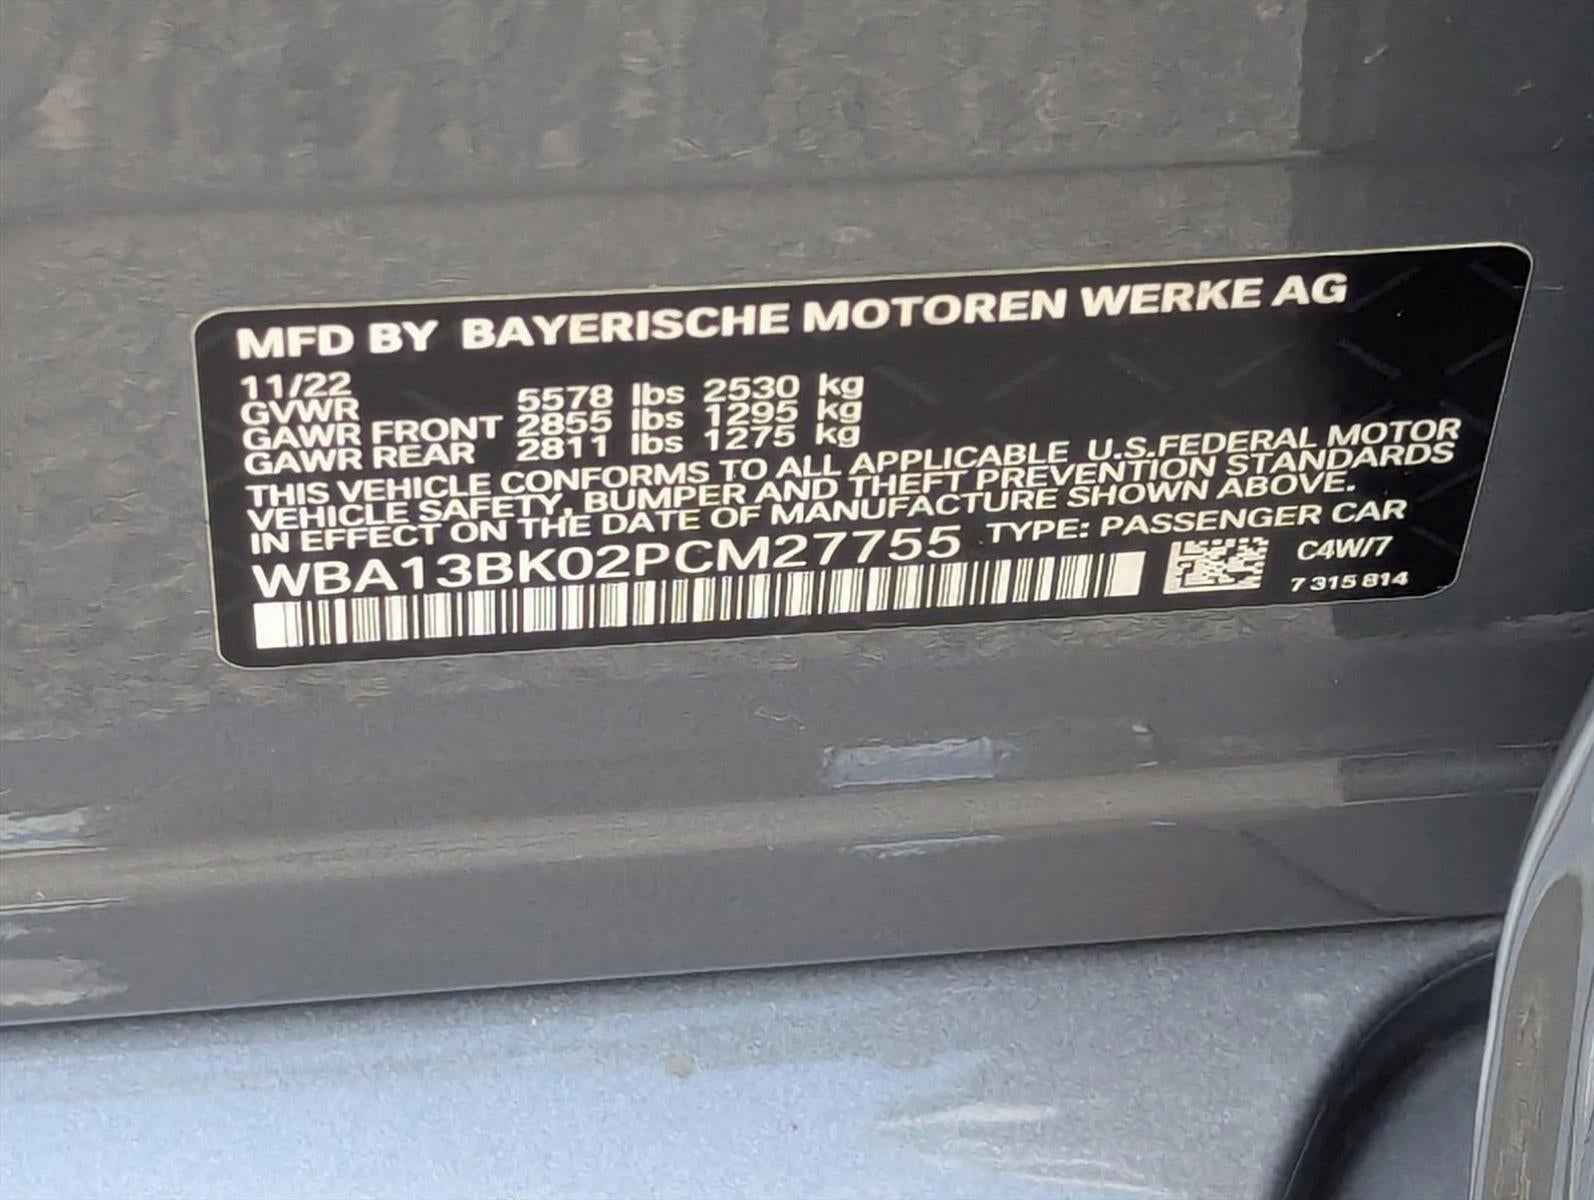 MFD BY BAYERISCHE MOTOREN WERKE AG
11/22
GVWR 5578 lbs 2530 kg
GAWR FRONT 2855 lbs 1295 kg
GAWR REAR 2811 lbs 1275 kg
THIS VEHICLE CONFORMS TO ALL APPLICABLE U.S.FEDERAL MOTOR
VEHICLE SAFETY, BUMPER AND THEFT PREVENTION STANDARDS
IN EFFECT ON THE DATE OF MANUFACTURE SHOWN ABOVE.
WBA13BK02PCM27755 TYPE: PASSENGER CAR
C4W/7
7 315 814